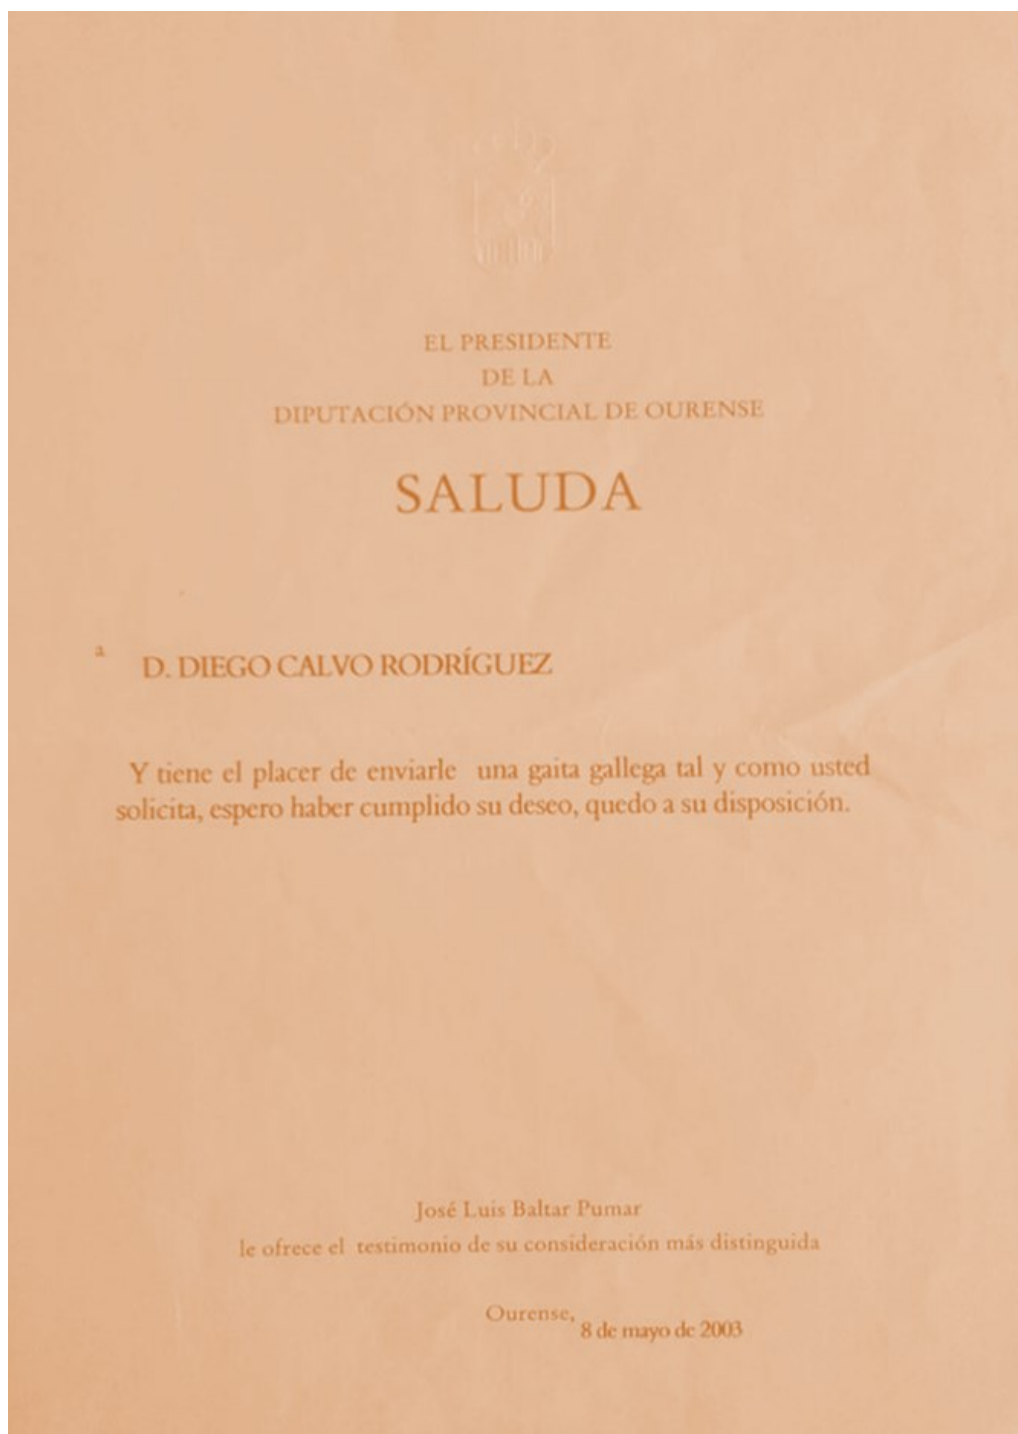 EL PRESIDENTE
DE LA
DIPUTACIÓN PROVINCIAL DE OURENSE
SALUDA
a D. DIEGO CALVO RODRÍGUEZ
Y tiene el placer de enviarle una gaita gallega tal y como usted
solicita, espero haber cumplido su deseo, quedo a su disposición.
José Luis Baltar Pumar
le ofrece el testimonio de su consideración más distinguida
Ourense, 8 de mayo de 2003